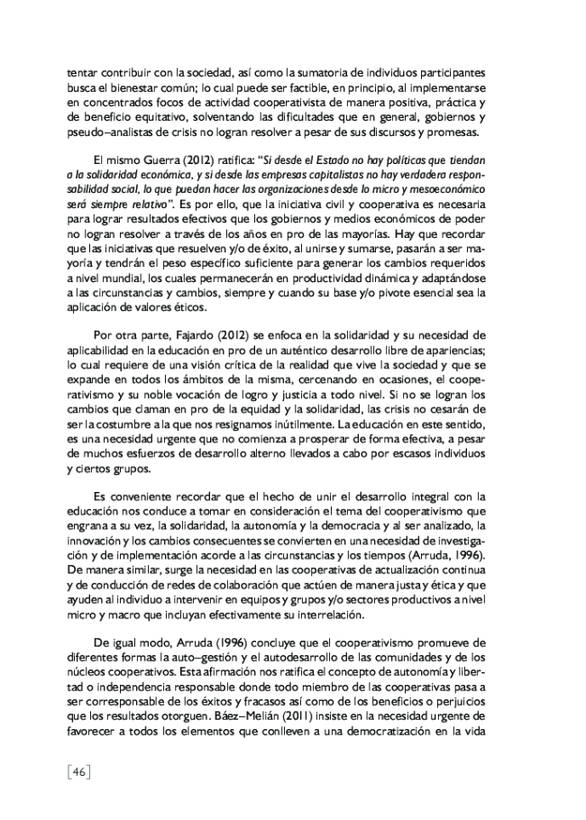 tentar contribuir con la sociedad, así como la sumatoria de individuos participantes
busca el bienestar común; lo cual puede ser factible, en principio, al implementarse
en concentrados focos de actividad cooperativista de manera positiva, práctica y
de beneficio equitativo, solventando las dificultades que en general, gobiernos y
pseudo–analistas de crisis no logran resolver a pesar de sus discursos y promesas.
El mismo Guerra (2012) ratifica: “Si desde el Estado no hay políticas que tiendan
a la solidaridad económica, y si desde las empresas capitalistas no hay verdadera respon-
sabilidad social, lo que puedan hacer las organizaciones desde lo micro y mesoeconómico
será siempre relativo”. Es por ello, que la iniciativa civil y cooperativa es necesaria
para lograr resultados efectivos que los gobiernos y medios económicos de poder
no logran resolver a través de los años en pro de las mayorías. Hay que recordar
que las iniciativas que resuelven y/o de éxito, al unirse y sumarse, pasarán a ser ma-
yoría y tendrán el peso específico suficiente para generar los cambios requeridos
a nivel mundial, los cuales permanecerán en productividad dinámica y adaptándose
a las circunstancias y cambios, siempre y cuando su base y/o pivote esencial sea la
aplicación de valores éticos.
Por otra parte, Fajardo (2012) se enfoca en la solidaridad y su necesidad de
aplicabilidad en la educación en pro de un auténtico desarrollo libre de apariencias;
lo cual requiere de una visión crítica de la realidad que vive la sociedad y que se
expande en todos los ámbitos de la misma, cercenando en ocasiones, el coope-
rativismo y su noble vocación de logro y justicia a todo nivel. Si no se logran los
cambios que claman en pro de la equidad y la solidaridad, las crisis no cesarán de
ser la costumbre a la que nos resignamos inútilmente. La educación en este sentido,
es una necesidad urgente que no comienza a prosperar de forma efectiva, a pesar
de muchos esfuerzos de desarrollo alterno llevados a cabo por escasos individuos
y ciertos grupos.
Es conveniente recordar que el hecho de unir el desarrollo integral con la
educación nos conduce a tomar en consideración el tema del cooperativismo que
engrana a su vez, la solidaridad, la autonomía y la democracia y al ser analizado, la
innovación y los cambios consecuentes se convierten en una necesidad de investiga-
ción y de implementación acorde a las circunstancias y los tiempos (Arruda, 1996).
De manera similar, surge la necesidad en las cooperativas de actualización continua
y de conducción de redes de colaboración que actúen de manera justa y ética y que
ayuden al individuo a intervenir en equipos y grupos y/o sectores productivos a nivel
micro y macro que incluyan efectivamente su interrelación.
De igual modo, Arruda (1996) concluye que el cooperativismo promueve de
diferentes formas la auto–gestión y el autodesarrollo de las comunidades y de los
núcleos cooperativos. Esta afirmación nos ratifica el concepto de autonomía y liber-
tad o independencia responsable donde todo miembro de las cooperativas pasa a
ser corresponsable de los éxitos y fracasos así como de los beneficios o perjuicios
que los resultados otorguen. Báez–Melián (2011) insiste en la necesidad urgente de
favorecer a todos los elementos que conlleven a una democratización en la vida
[46]